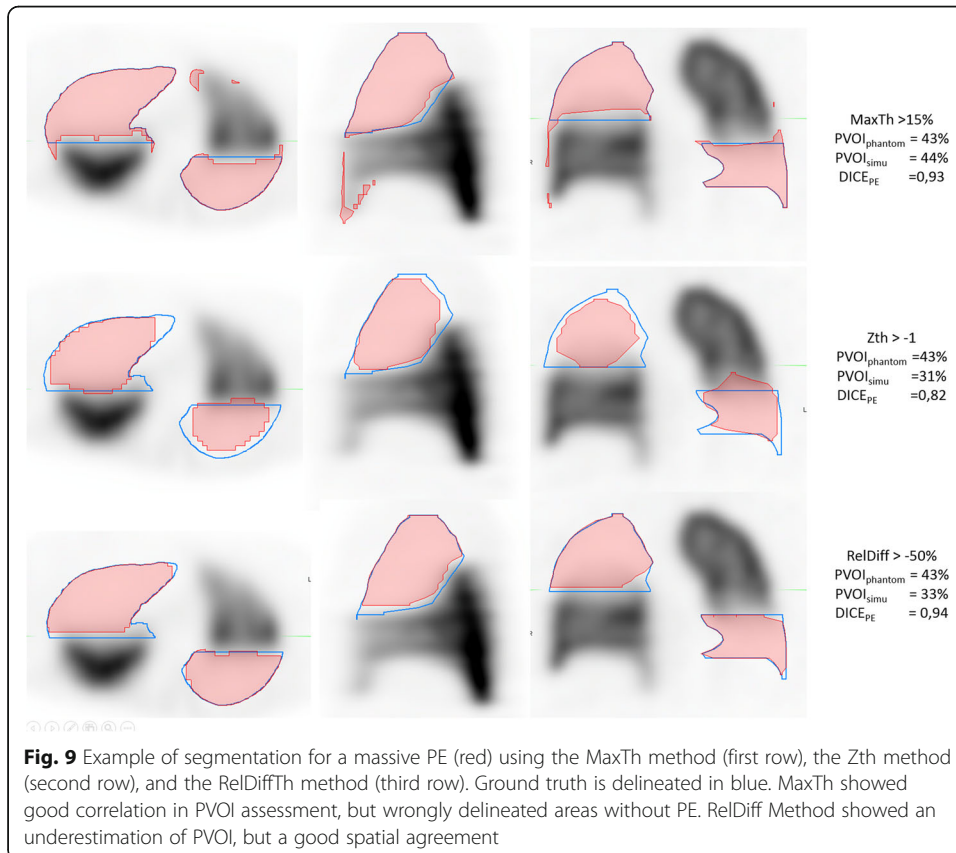 MaxTh >15%
PVOIphantom = 43%
PVOIsimu = 44%
DICEPE =0,93
Zth > -1
PVOIphantom =43%
PVOIsimu =31%
DICEPE =0,82
L
RelDiff > -50%
PVOIphantom = 43%
PVOIsimu = 33%
DICEPE = 0,94
L
Fig. 9 Example of segmentation for a massive PE (red) using the MaxTh method (first row), the Zth method
(second row), and the RelDiffTh method (third row). Ground truth is delineated in blue. MaxTh showed
good correlation in PVOI assessment, but wrongly delineated areas without PE. RelDiff Method showed an
underestimation of PVOI, but a good spatial agreement